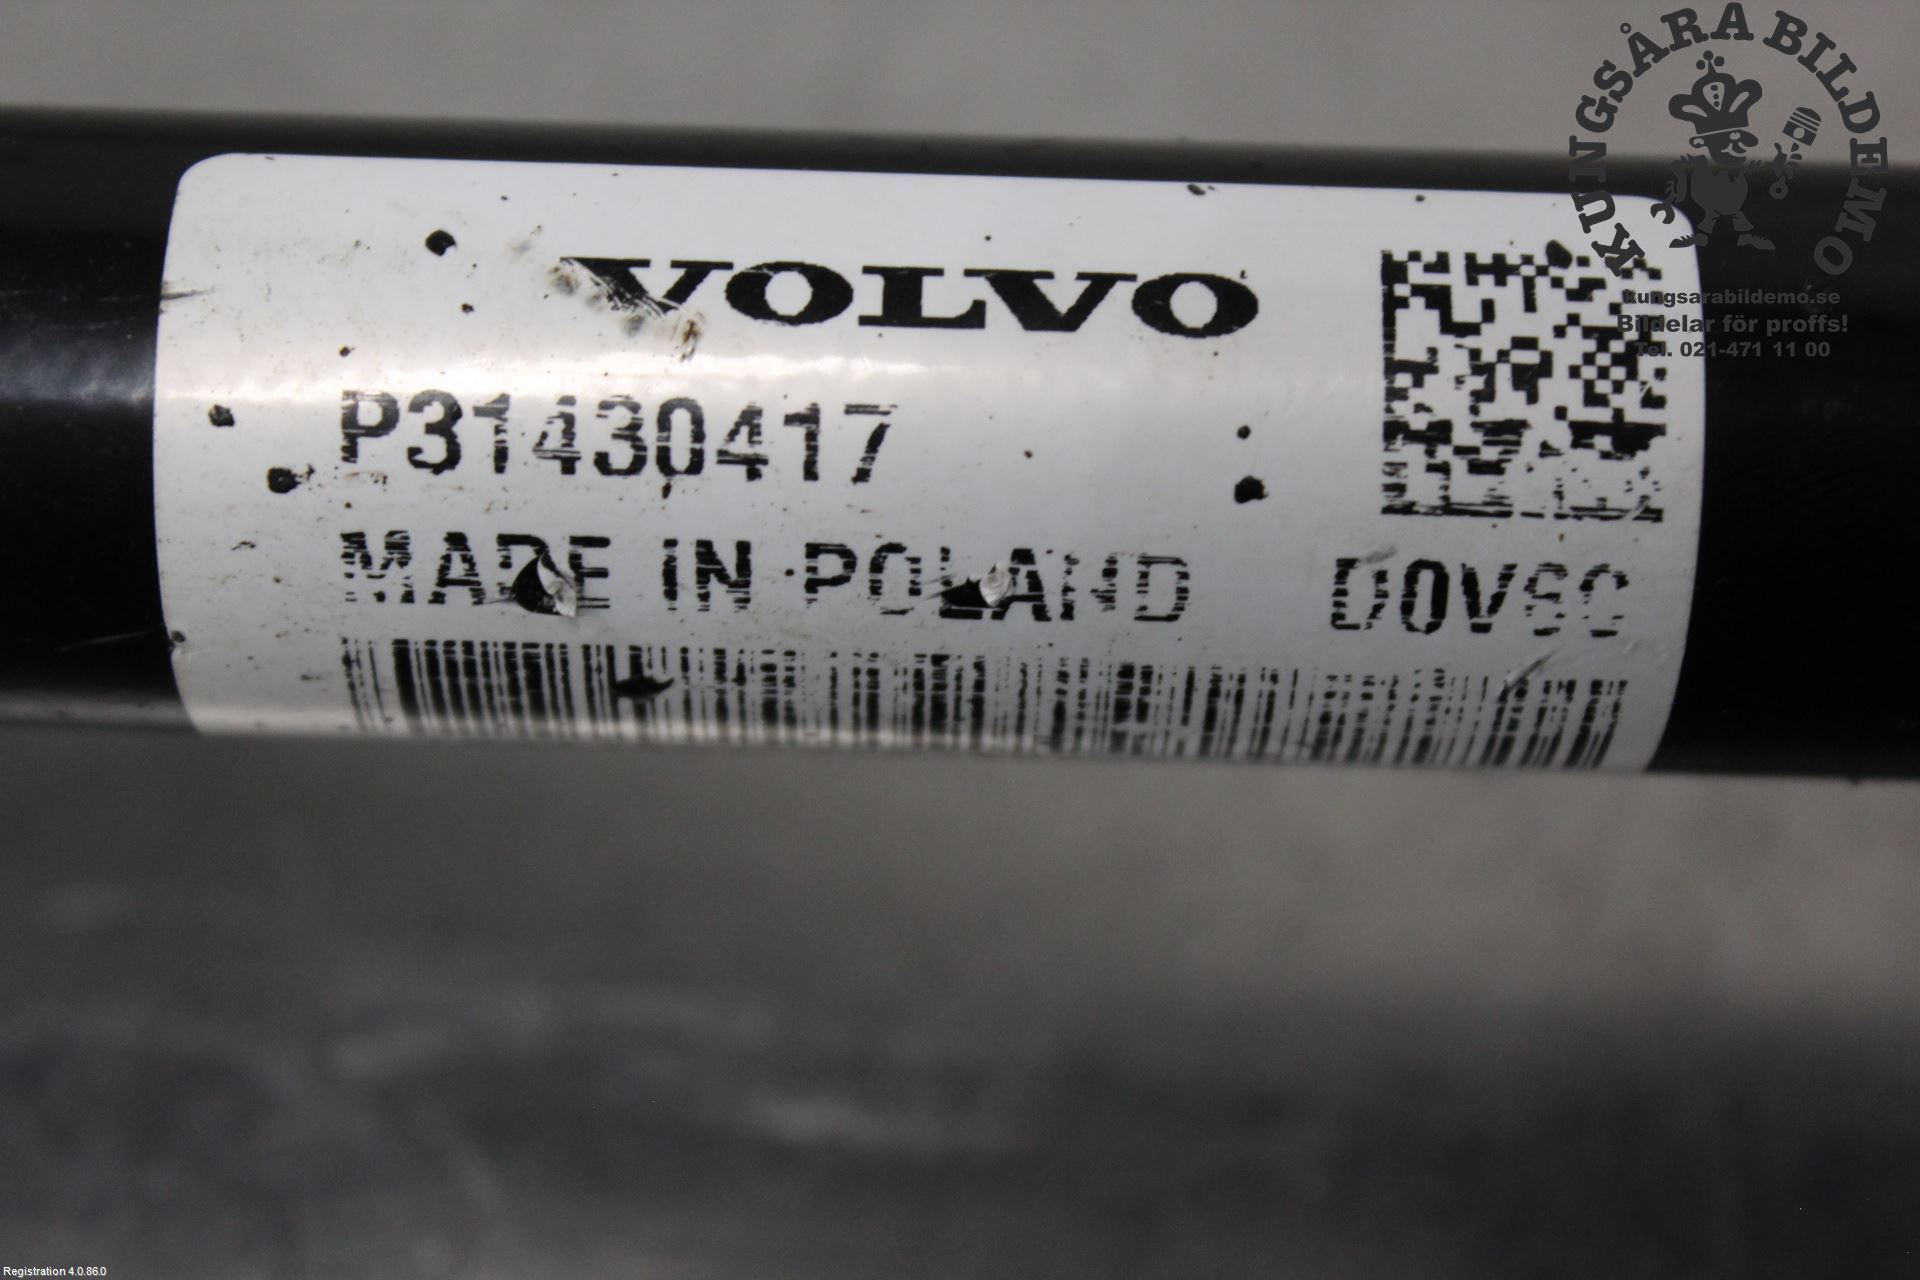 KUNGSÅRA BILDEMO
kungsarabildemo.se
Bildelar för proffs!
Tel. 021-471 11 00
VOLVO
P31430417
MADE IN POLAND
Registration 4.0.86.0